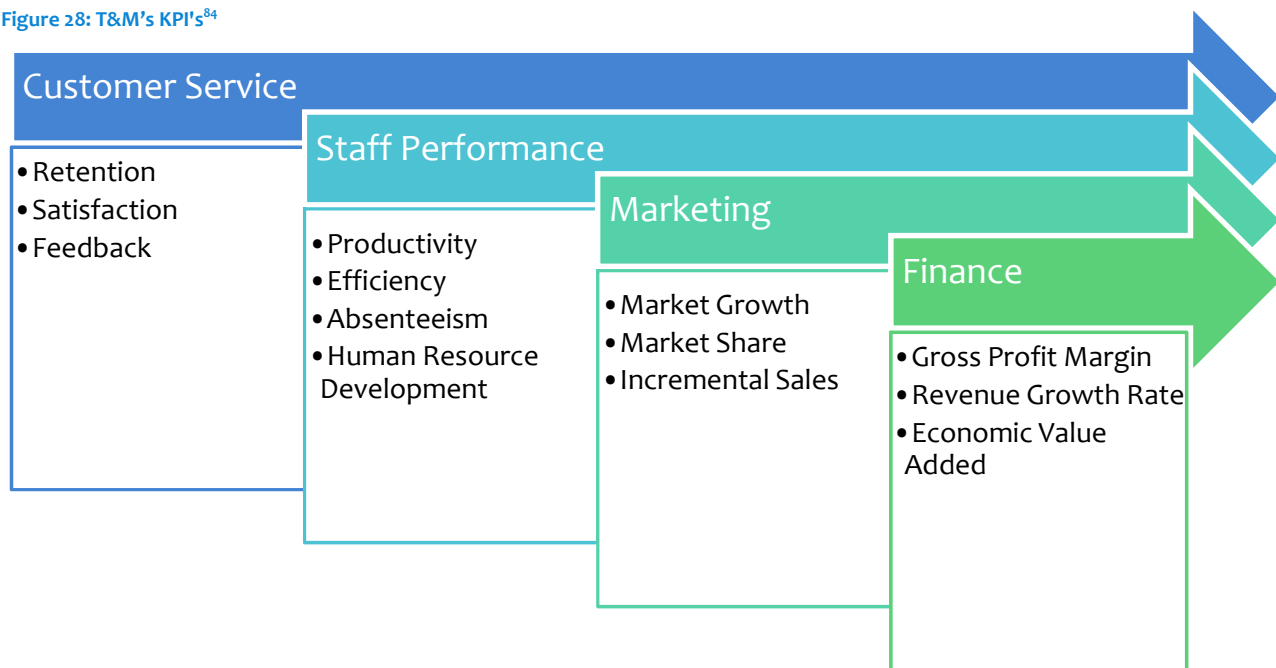 Figure 28: T&M’s KPI's84
Customer Service
•Retention
•Satisfaction
•Feedback
Staff Performance
•Productivity
•Efficiency
•Absenteeism
•Human Resource
Development
Marketing
•Market Growth
•Market Share
•Incremental Sales
Finance
•Gross Profit Margin
•Revenue Growth Rate
•Economic Value
Added